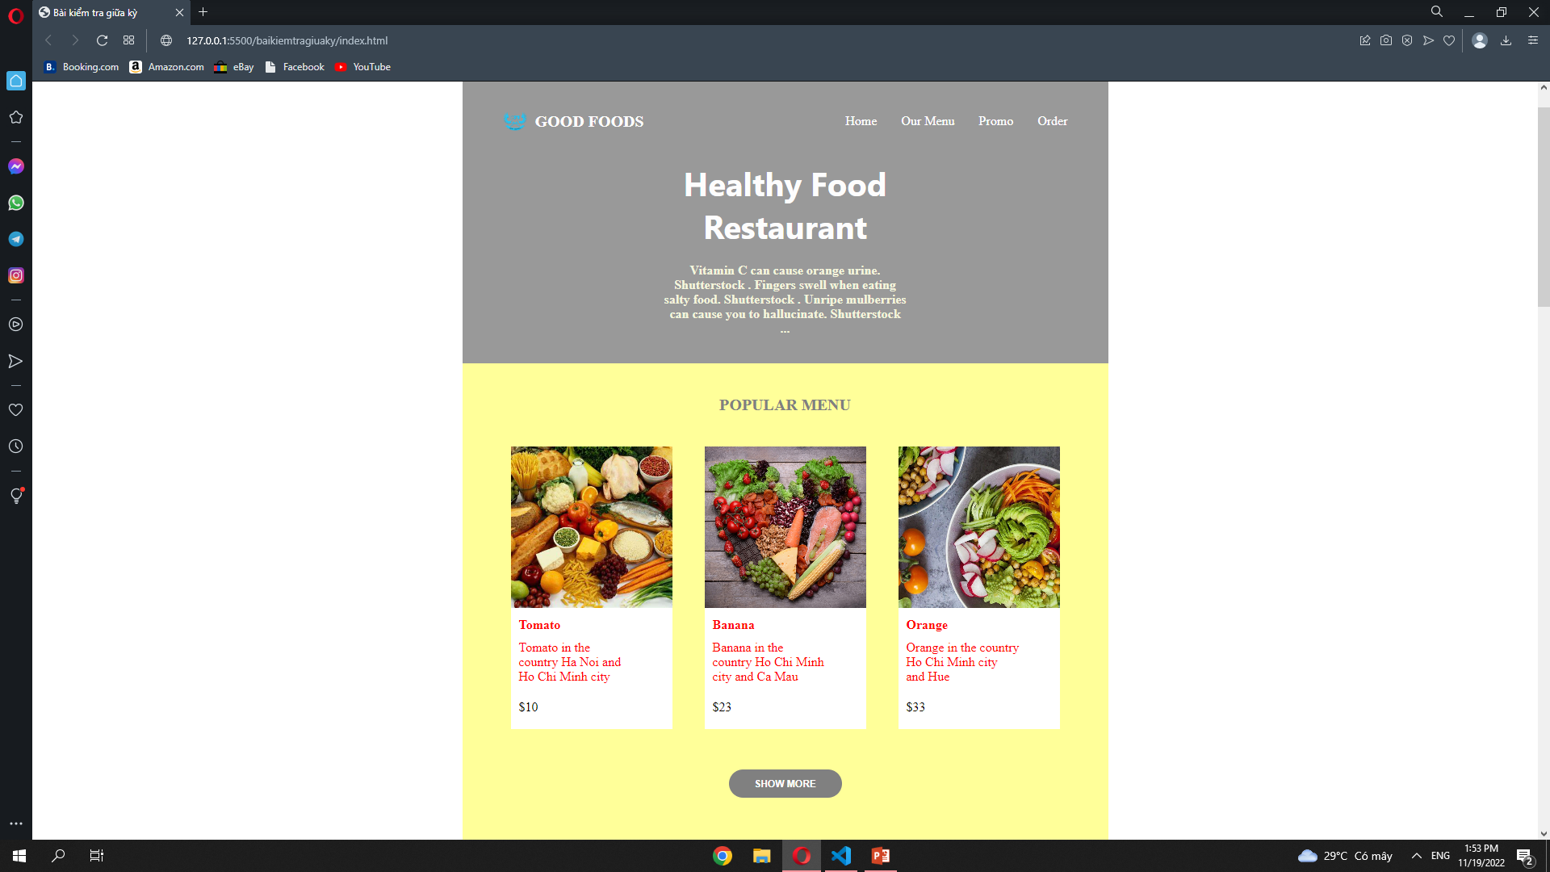 Bài kiểm tra giữa kỳ
127.0.0.1:5500/baikiemtragiuaky/index.html
Booking.com Amazon.com eBay Facebook YouTube
GOOD FOODS Home Our Menu Promo Order
Healthy Food
Restaurant
Vitamin C can cause orange urine.
Shutterstock . Fingers swell when eating
salty food. Shutterstock . Unripe mulberries
can cause you to hallucinate. Shutterstock
...
POPULAR MENU
Tomato
Tomato in the
country Ha Noi and
Ho Chi Minh city
$10
Banana
Banana in the
country Ho Chi Minh
city and Ca Mau
$23
Orange
Orange in the country
Ho Chi Minh city
and Hue
$33
SHOW MORE
29°C Có mây ENG 1:53 PM
11/19/2022
2